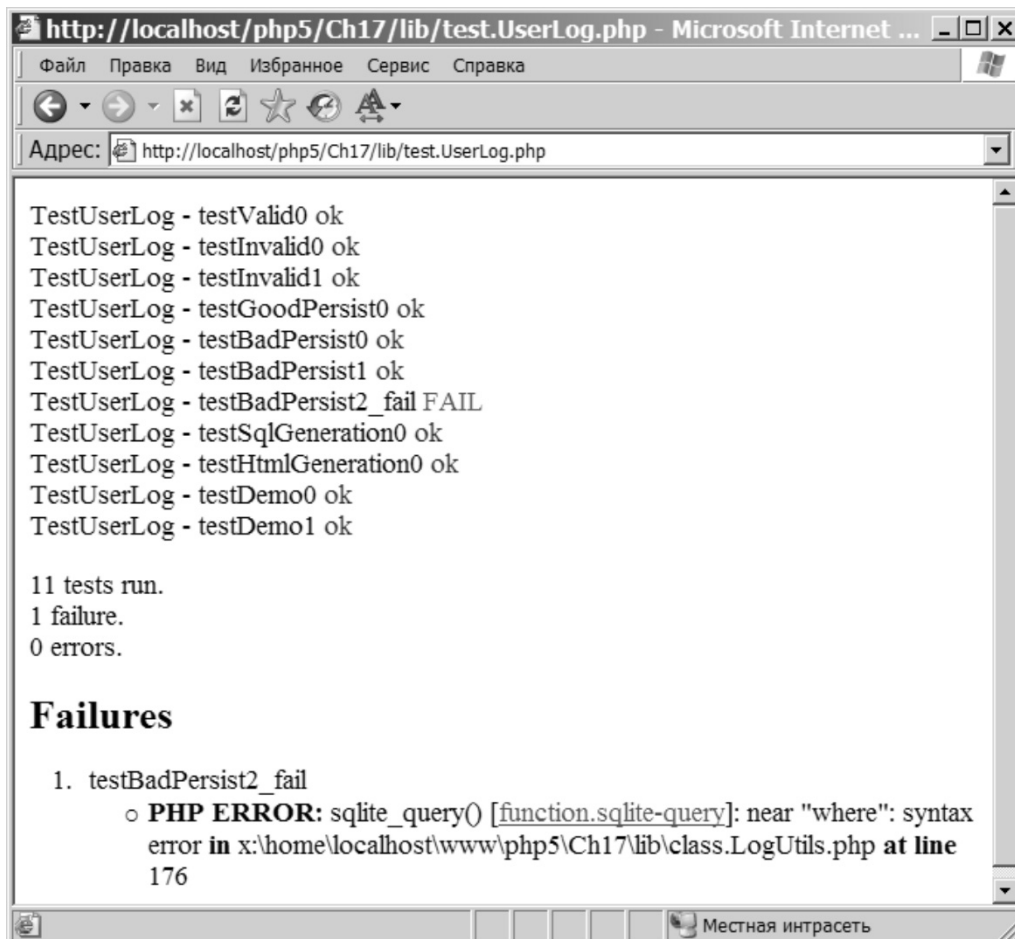 http://localhost/php5/Ch17/lib/test.UserLog.php - Microsoft Internet ...
Файл Правка Вид Избранное Сервис Справка
Адрес: http://localhost/php5/Ch17/lib/test.UserLog.php
TestUserLog - testValid0 ok
TestUserLog - testInvalid0 ok
TestUserLog - testInvalid1 ok
TestUserLog - testGoodPersist0 ok
TestUserLog - testBadPersist0 ok
TestUserLog - testBadPersist1 ok
TestUserLog - testBadPersist2_fail FAIL
TestUserLog - testSqlGeneration0 ok
TestUserLog - testHtmlGeneration0 ok
TestUserLog - testDemo0 ok
TestUserLog - testDemo1 ok
11 tests run.
1 failure.
0 errors.
Failures
1. testBadPersist2_fail
○ PHP ERROR: sqlite_query() [function.sqlite-query]: near "where": syntax
error in x:\home\localhost\www\php5\Ch17\lib\class.LogUtils.php at line
176
Местная интрасеть